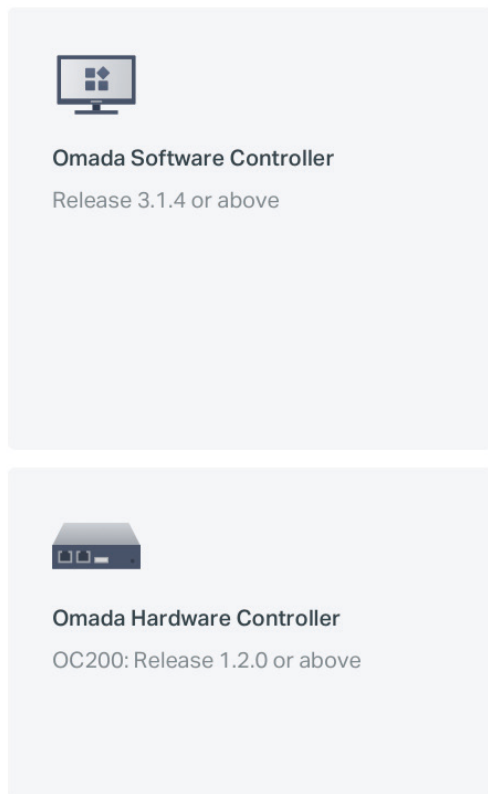 Omada Software Controller
Release 3.1.4 or above
Omada Hardware Controller
OC200: Release 1.2.0 or above